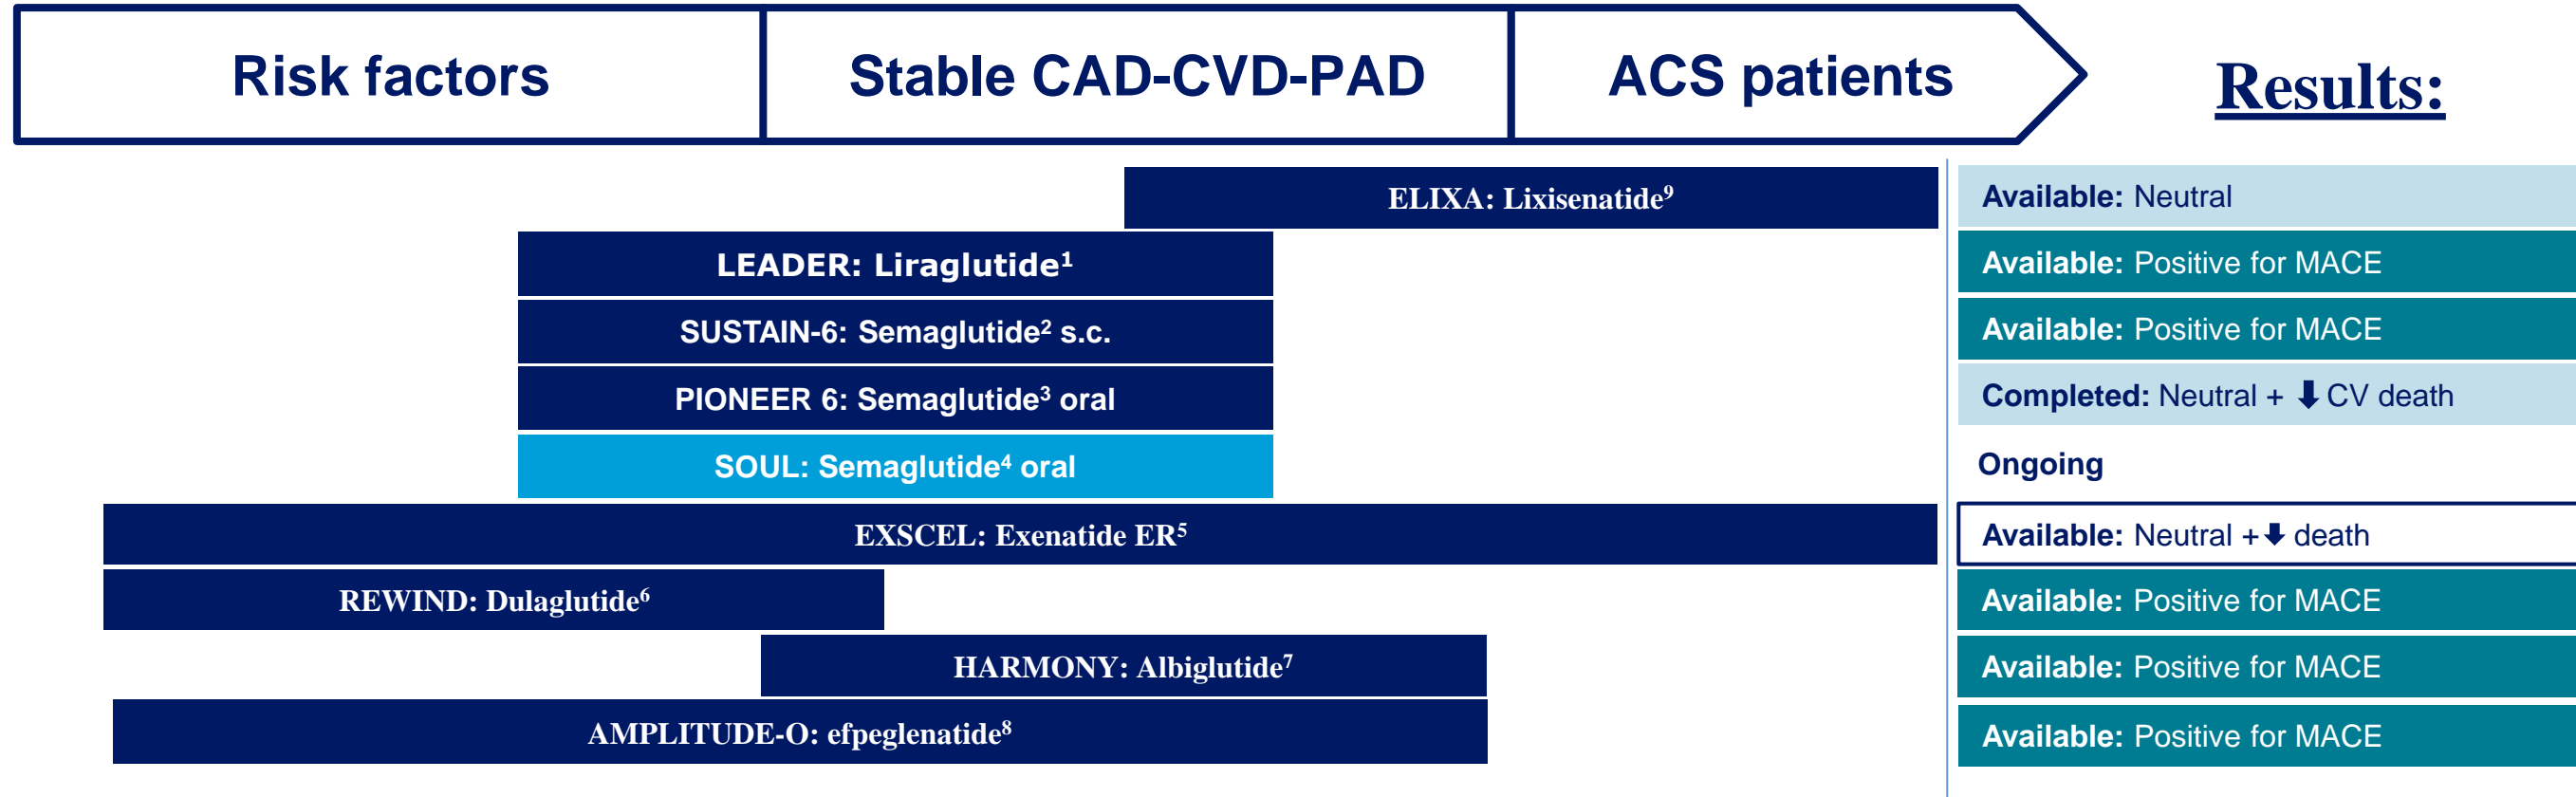 Risk factors
Stable CAD-CVD-PAD
ACS patients
Results:
ELIXA: Lixisenatide⁹
Available: Neutral
LEADER: Liraglutide¹
Available: Positive for MACE
SUSTAIN-6: Semaglutide² s.c.
Available: Positive for MACE
PIONEER 6: Semaglutide³ oral
Completed: Neutral + ⬇ CV death
SOUL: Semaglutide⁴ oral
Ongoing
EXSCEL: Exenatide ER⁵
Available: Neutral +⬇ death
REWIND: Dulaglutide⁶
Available: Positive for MACE
HARMONY: Albiglutide⁷
Available: Positive for MACE
AMPLITUDE-O: efpeglenatide⁸
Available: Positive for MACE